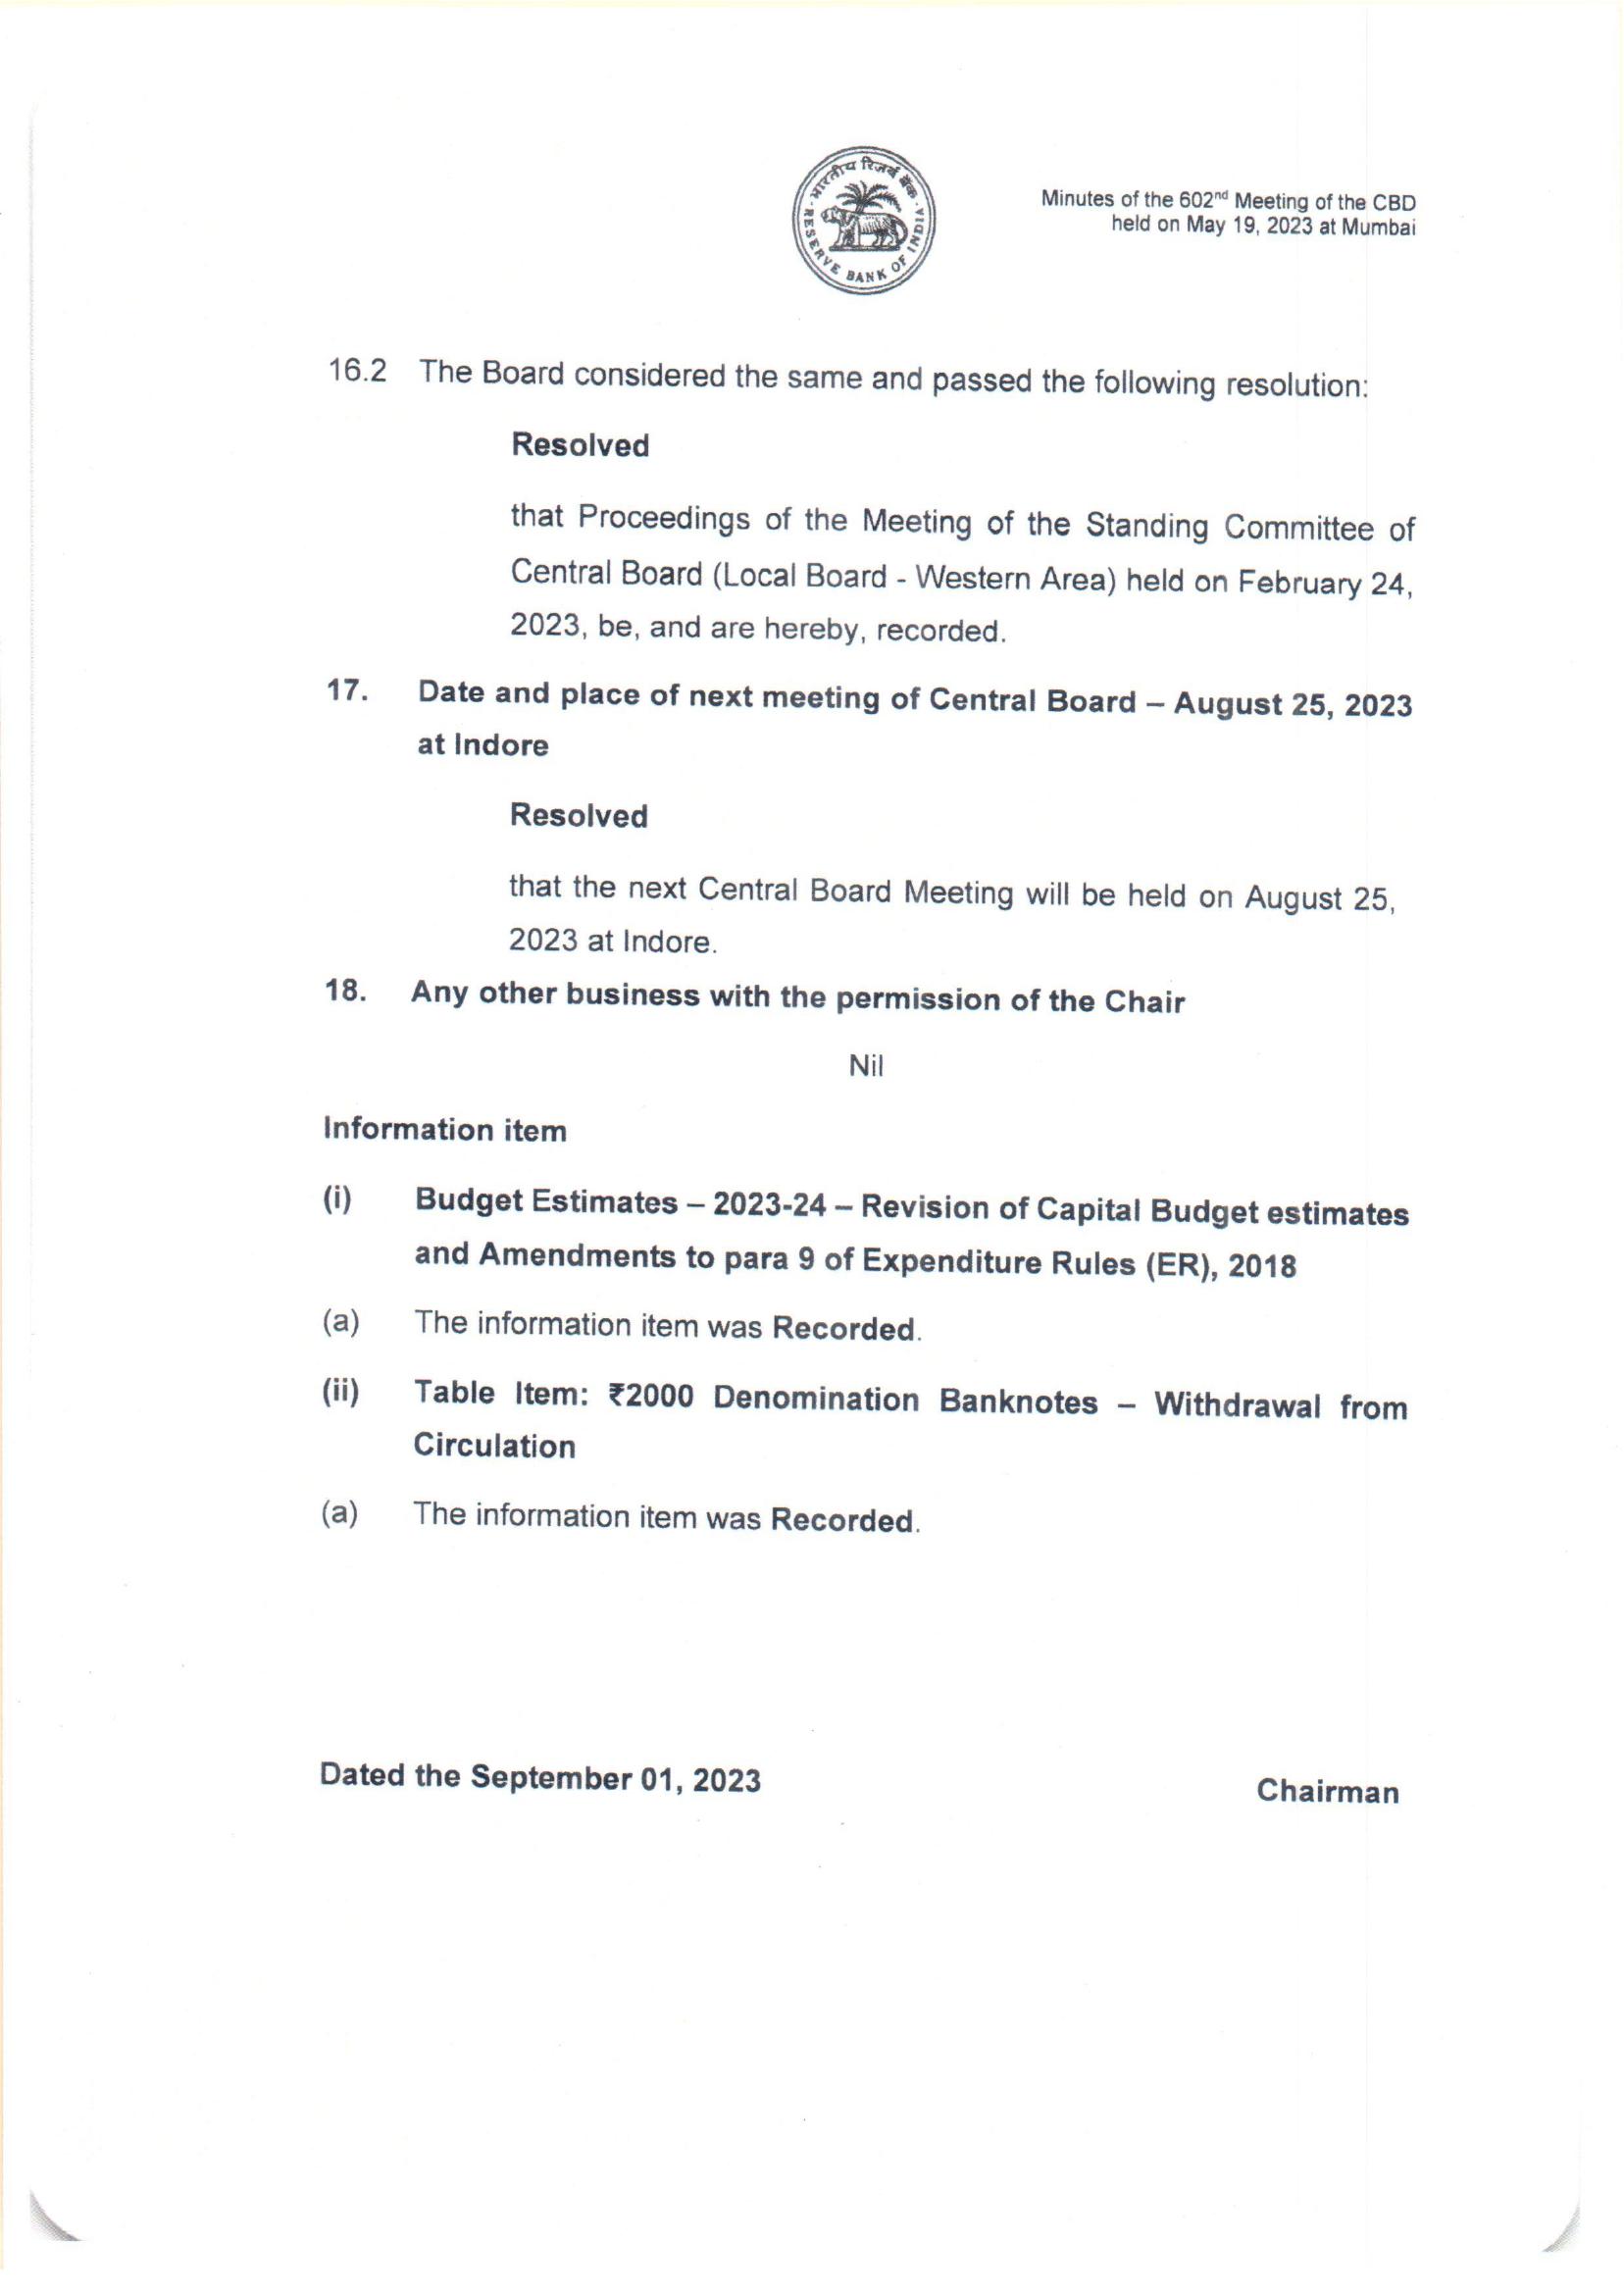 भारतीय रिज़र्व बैंक
RESERVE BANK OF INDIA
Minutes of the 602nd Meeting of the CBD
held on May 19, 2023 at Mumbai
16.2 The Board considered the same and passed the following resolution:
Resolved
that Proceedings of the Meeting of the Standing Committee of
Central Board (Local Board - Western Area) held on February 24,
2023, be, and are hereby, recorded.
17. Date and place of next meeting of Central Board – August 25, 2023
at Indore
Resolved
that the next Central Board Meeting will be held on August 25,
2023 at Indore.
18. Any other business with the permission of the Chair
Nil
Information item
(i) Budget Estimates – 2023-24 – Revision of Capital Budget estimates
and Amendments to para 9 of Expenditure Rules (ER), 2018
(a) The information item was Recorded.
(ii) Table Item: ₹2000 Denomination Banknotes – Withdrawal from
Circulation
(a) The information item was Recorded.
Dated the September 01, 2023 Chairman